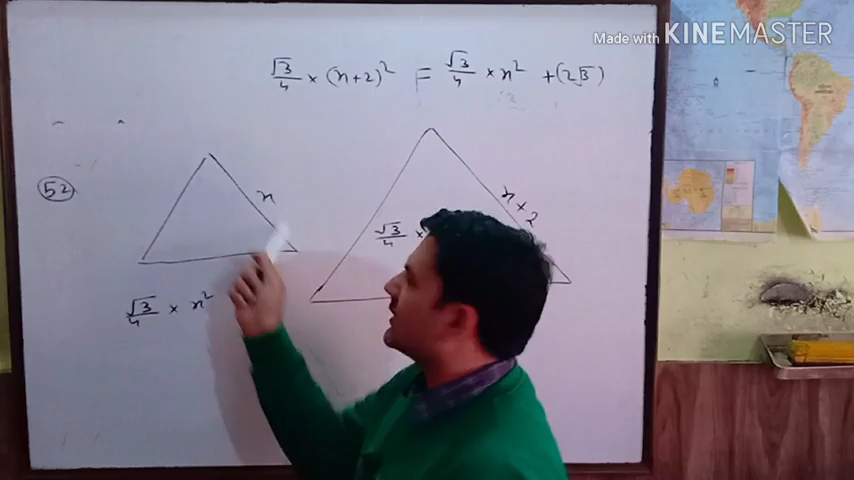 Made with KINEMASTER
√3/4 × (n+2)² = √3/4 × n² + (2√3)
52
n
n × 2
√3/4 ×
√3/4 × n²